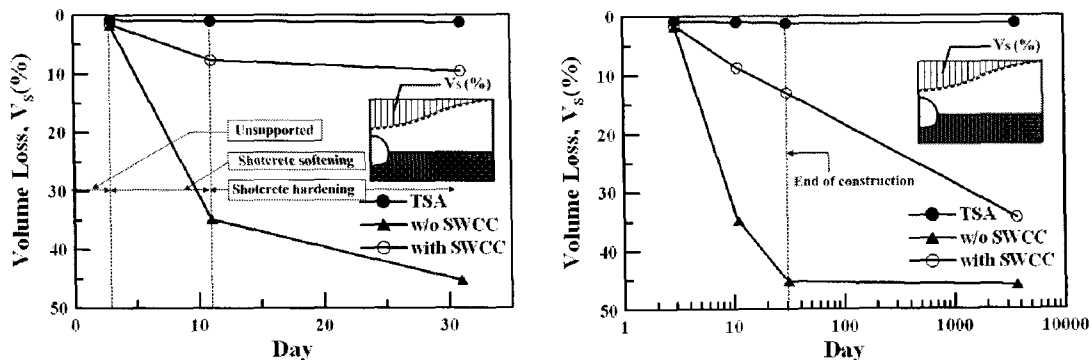 0
10
20
30
40
50
Volume Loss, Vs(%)
Vs (%)
Unsupported
Shotcrete softening
Shotcrete hardening
TSA
w/o SWCC
with SWCC
0
10
20
30
Day
0
10
20
30
40
50
Volume Loss, Vs(%)
Vs (%)
End of construction
TSA
w/o SWCC
with SWCC
1
10
100
1000
10000
Day